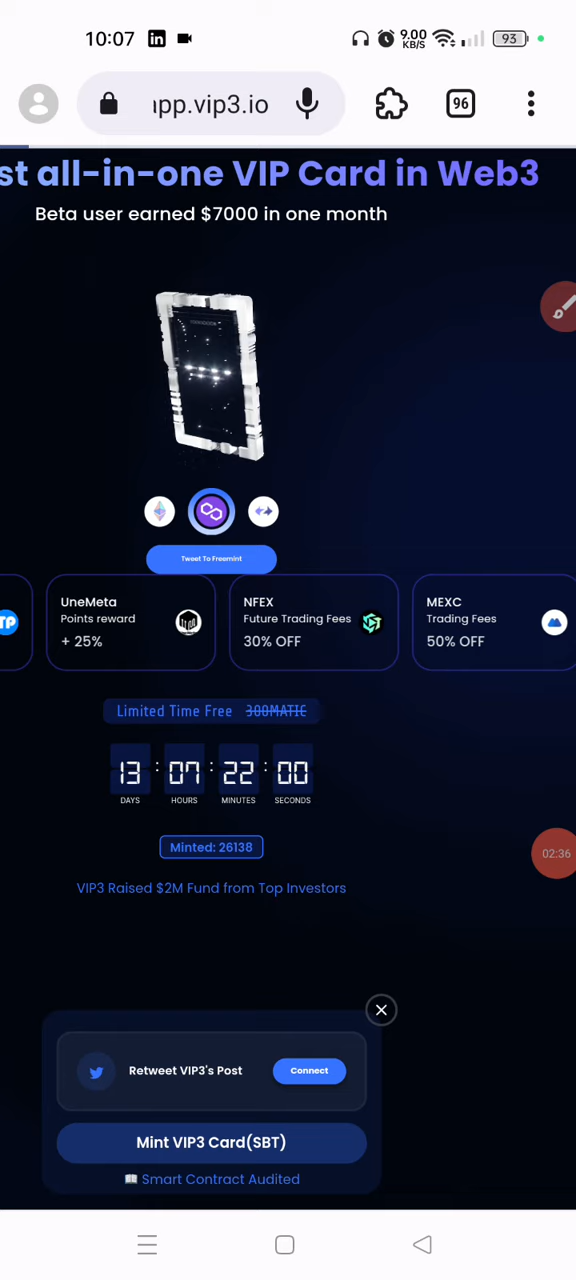 10:07
9.00
KB/S
93
app.vip3.io
96
st all-in-one VIP Card in Web3
Beta user earned $7000 in one month
Tweet To Freemint
TP
UneMeta
Points reward
+ 25%
NFEX
Future Trading Fees
30% OFF
MEXC
Trading Fees
50% OFF
Limited Time Free 300MATIC
13 : 07 : 22 : 00
DAYS HOURS MINUTES SECONDS
Minted: 26138
VIP3 Raised $2M Fund from Top Investors
02:36
Retweet VIP3's Post
Connect
Mint VIP3 Card(SBT)
Smart Contract Audited